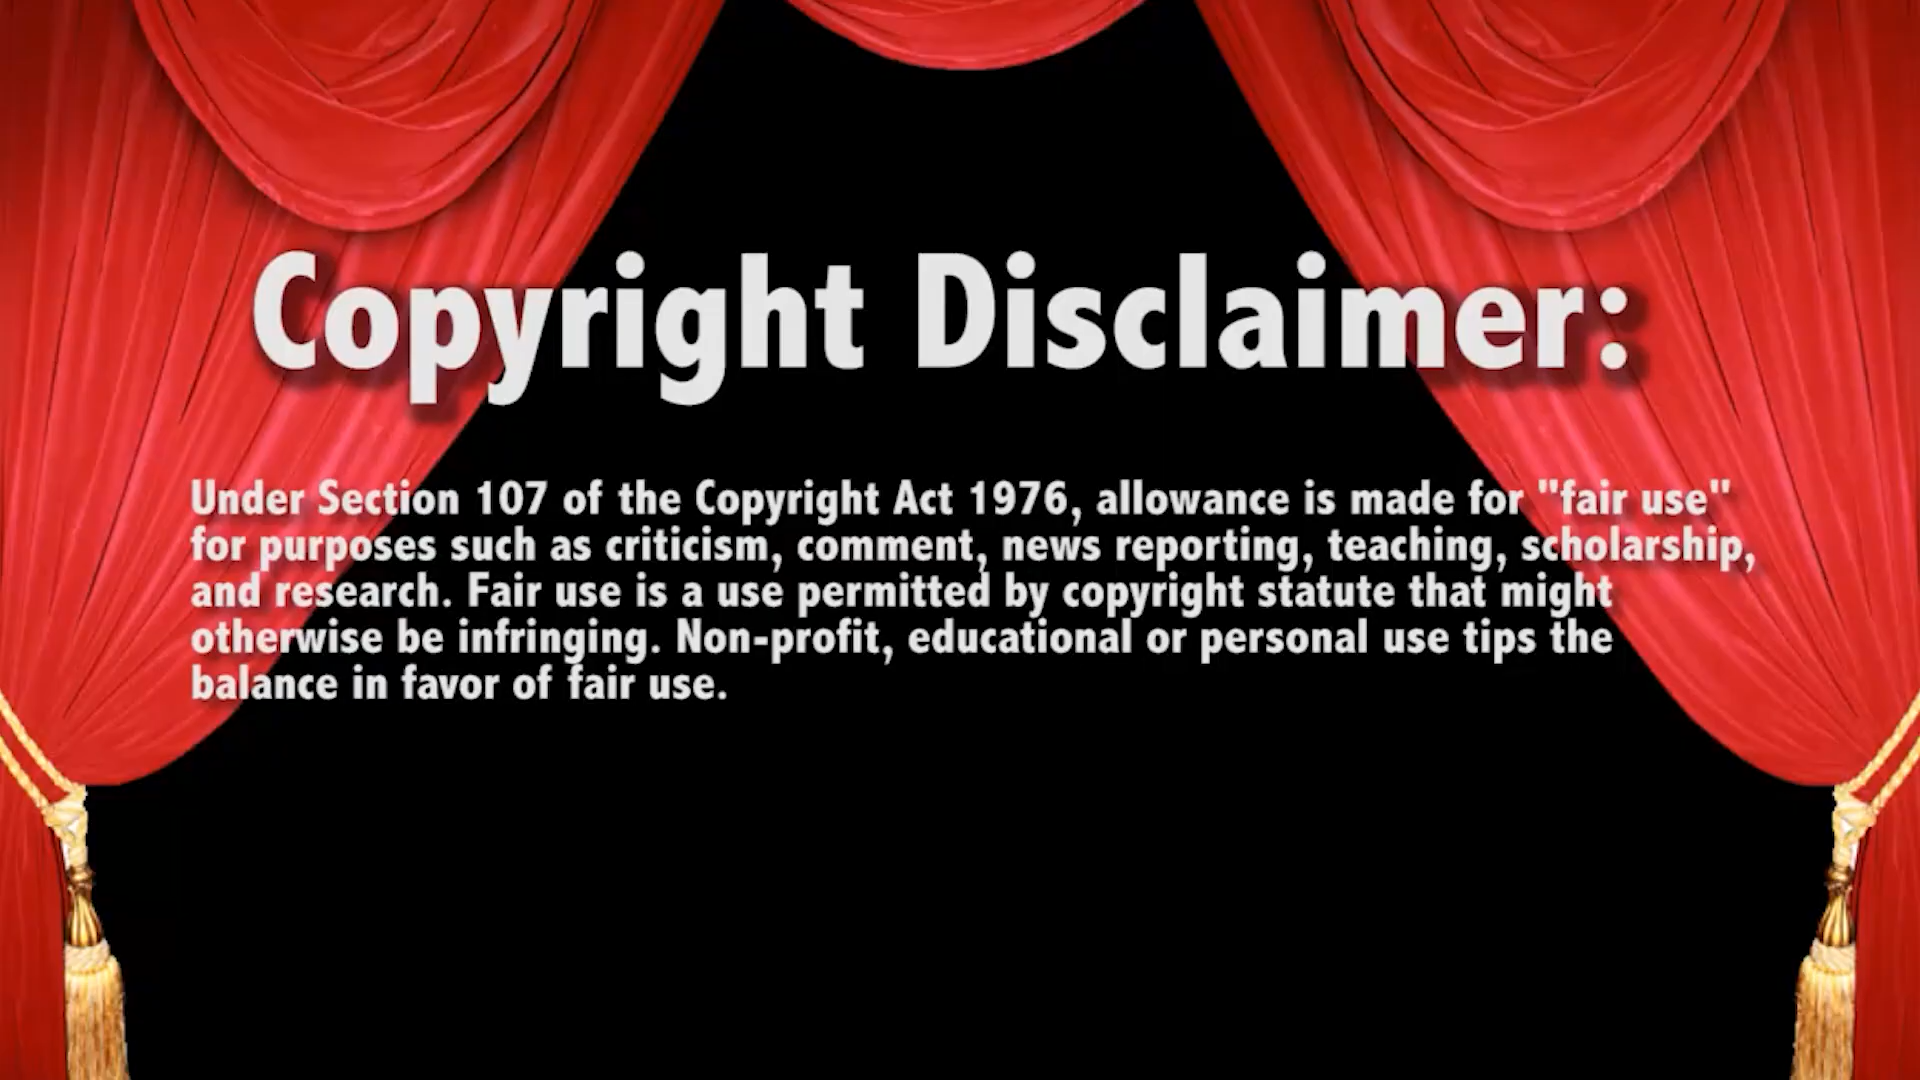 Copyright Disclaimer:
Under Section 107 of the Copyright Act 1976, allowance is made for "fair use"
for purposes such as criticism, comment, news reporting, teaching, scholarship,
and research. Fair use is a use permitted by copyright statute that might
otherwise be infringing. Non-profit, educational or personal use tips the
balance in favor of fair use.